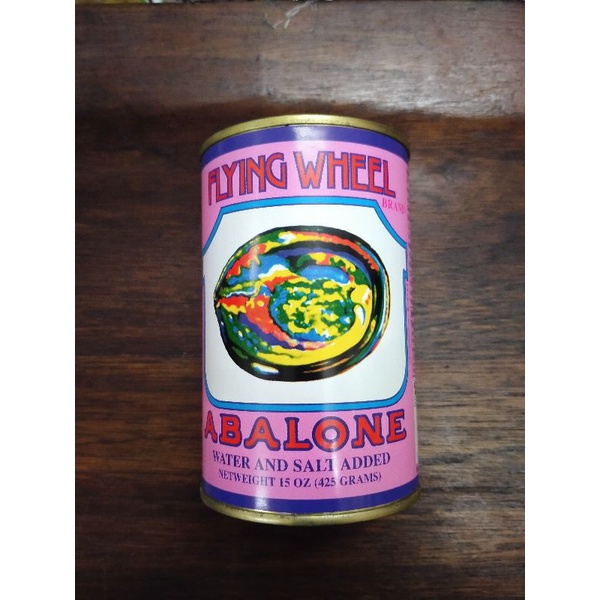 FLYING WHEEL
BRAND
ABALONE
WATER AND SALT ADDED
NETWEIGHT 15 OZ (425 GRAMS)